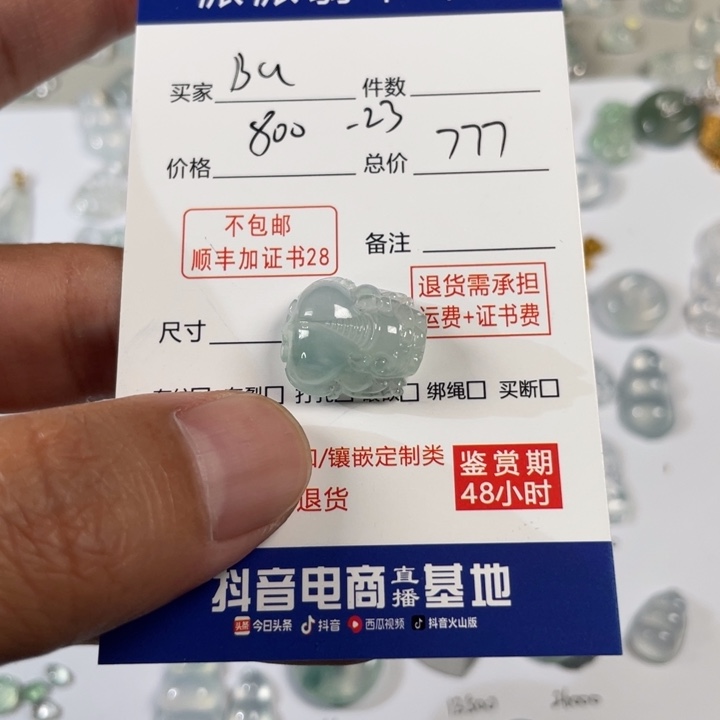 买家 Bu 件数
价格 800 -23 总价 777
不包邮
顺丰加证书28
备注
退货需承担
运费+证书费
尺寸
绑绳□ 买断□
/镶嵌定制类
退货
鉴赏期
48小时
抖音电商直播基地
头条 今日头条 抖音 西瓜视频 抖音火山版